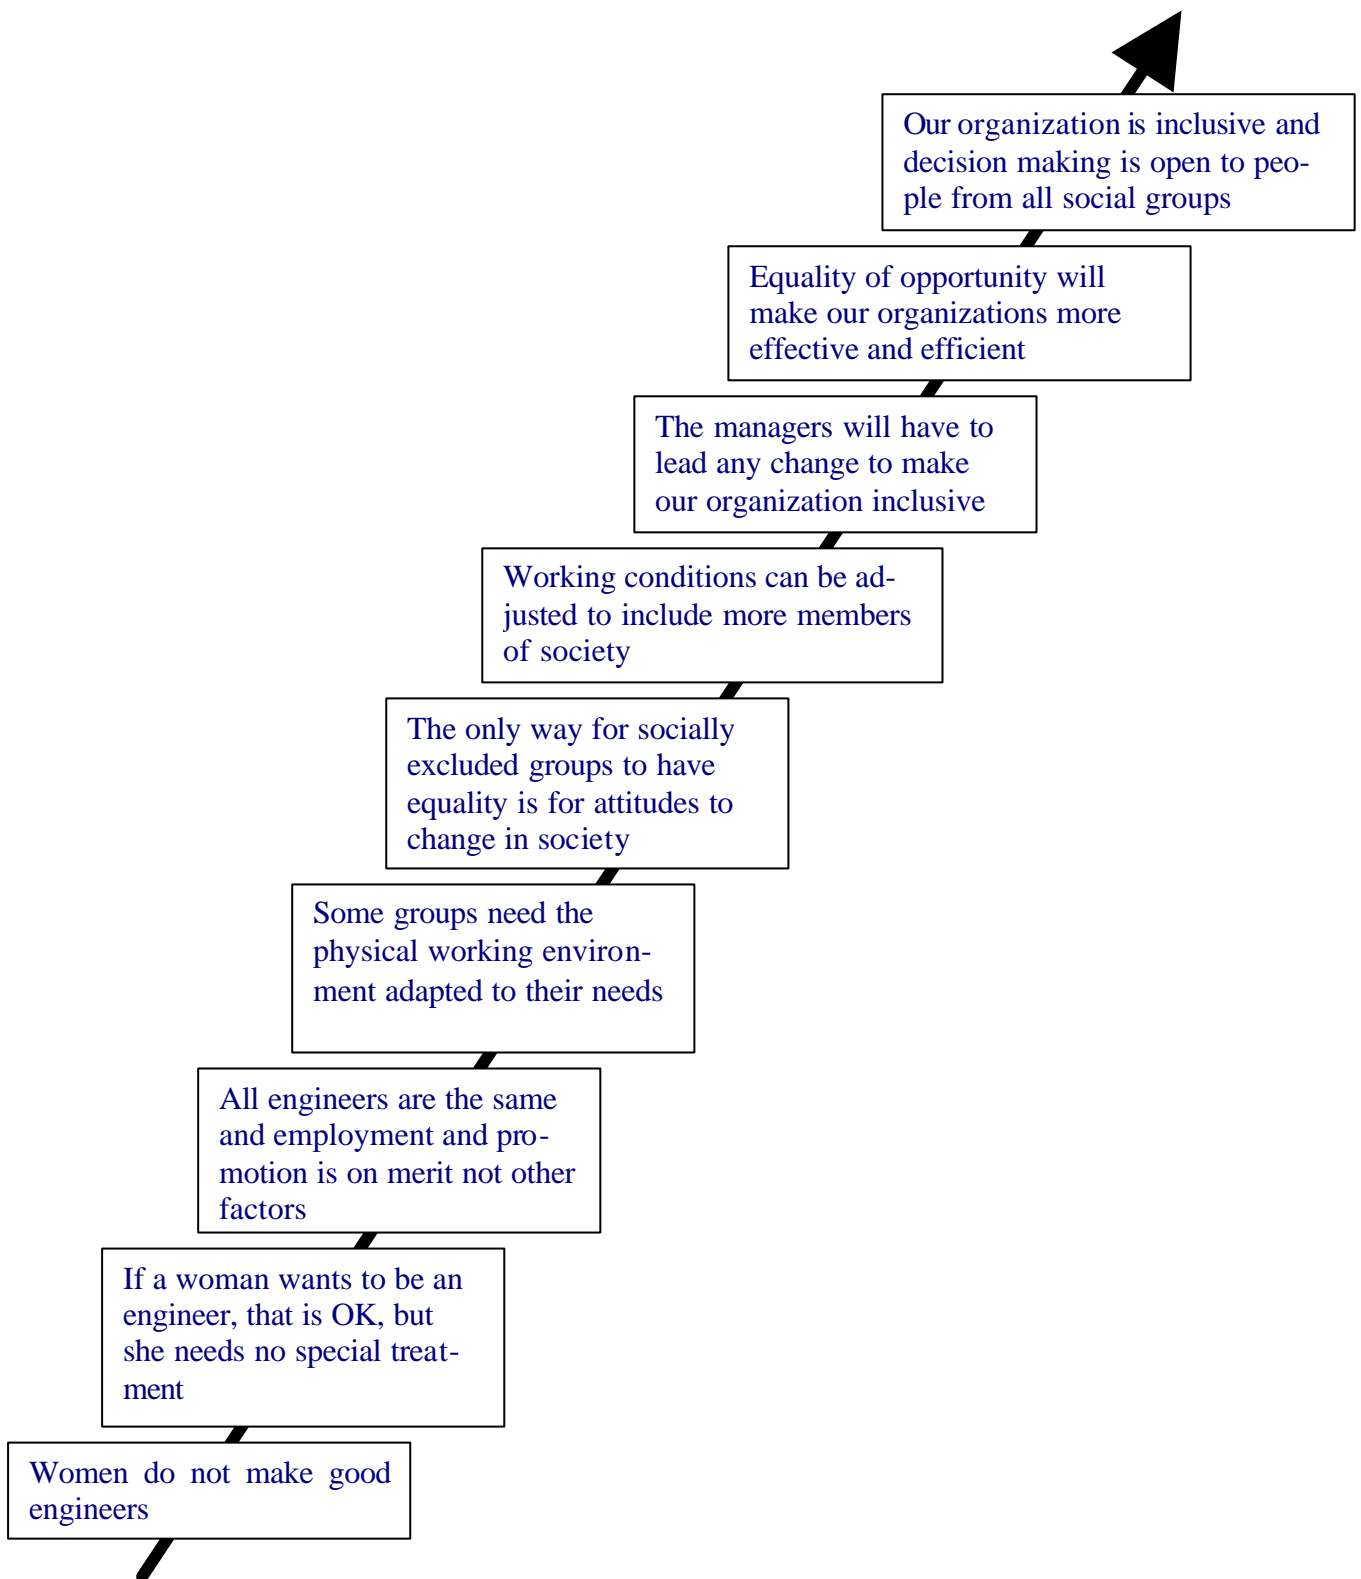 Our organization is inclusive and
decision making is open to peo-
ple from all social groups
Equality of opportunity will
make our organizations more
effective and efficient
The managers will have to
lead any change to make
our organization inclusive
Working conditions can be ad-
justed to include more members
of society
The only way for socially
excluded groups to have
equality is for attitudes to
change in society
Some groups need the
physical working environ-
ment adapted to their needs
All engineers are the same
and employment and pro-
motion is on merit not other
factors
If a woman wants to be an
engineer, that is OK, but
she needs no special treat-
ment
Women do not make good
engineers